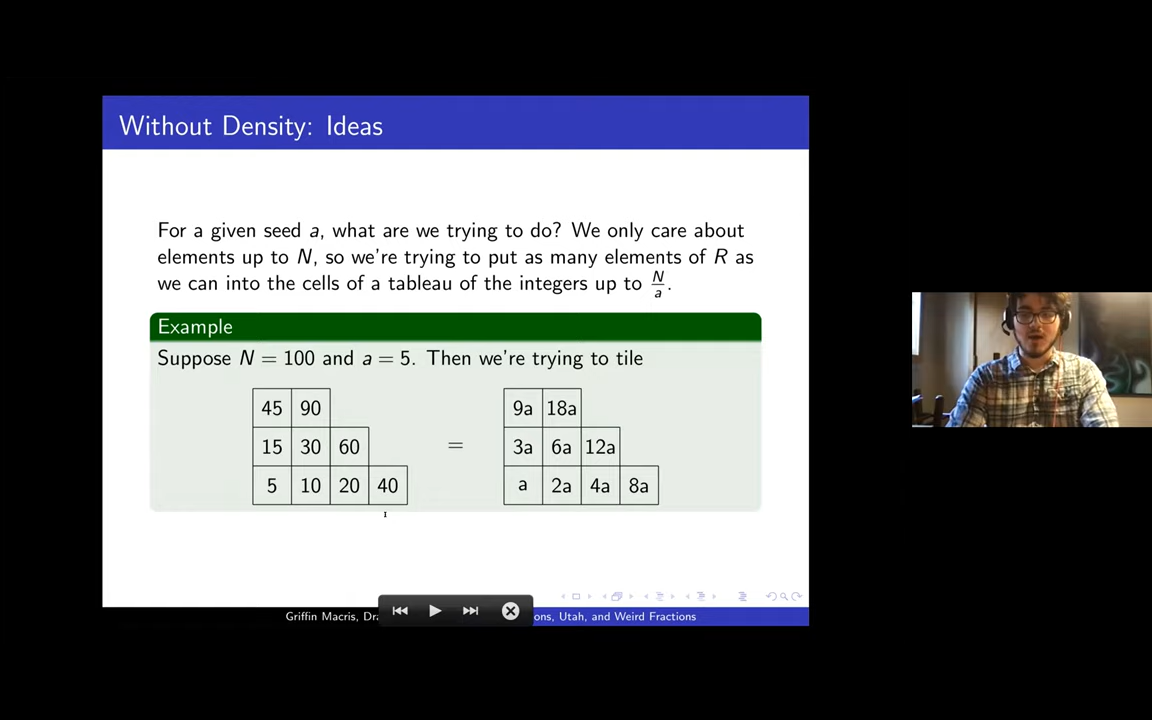 Without Density: Ideas
For a given seed a, what are we trying to do? We only care about
elements up to N, so we're trying to put as many elements of R as
we can into the cells of a tableau of the integers up to N/a.
Example
Suppose N = 100 and a = 5. Then we're trying to tile
45 90
15 30 60
5 10 20 40
=
9a 18a
3a 6a 12a
a 2a 4a 8a
Griffin Macris, Utah, and Weird Fractions